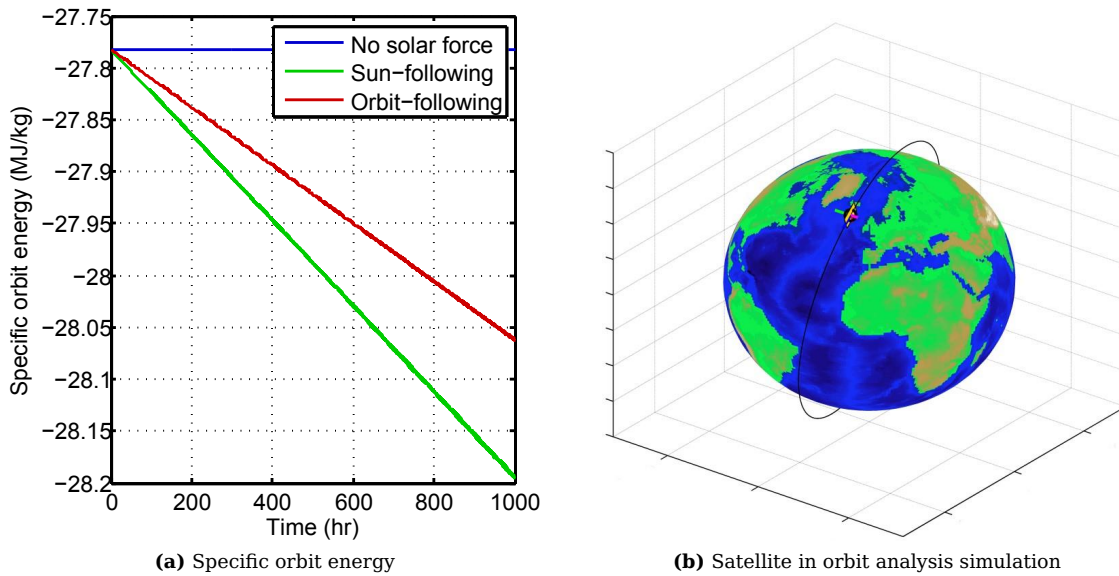 −27.75
−27.8
−27.85
−27.9
−27.95
−28
−28.05
−28.1
−28.15
−28.2
Specific orbit energy (MJ/kg)
No solar force
Sun−following
Orbit−following
0 200 400 600 800 1000
Time (hr)
(a) Specific orbit energy
(b) Satellite in orbit analysis simulation